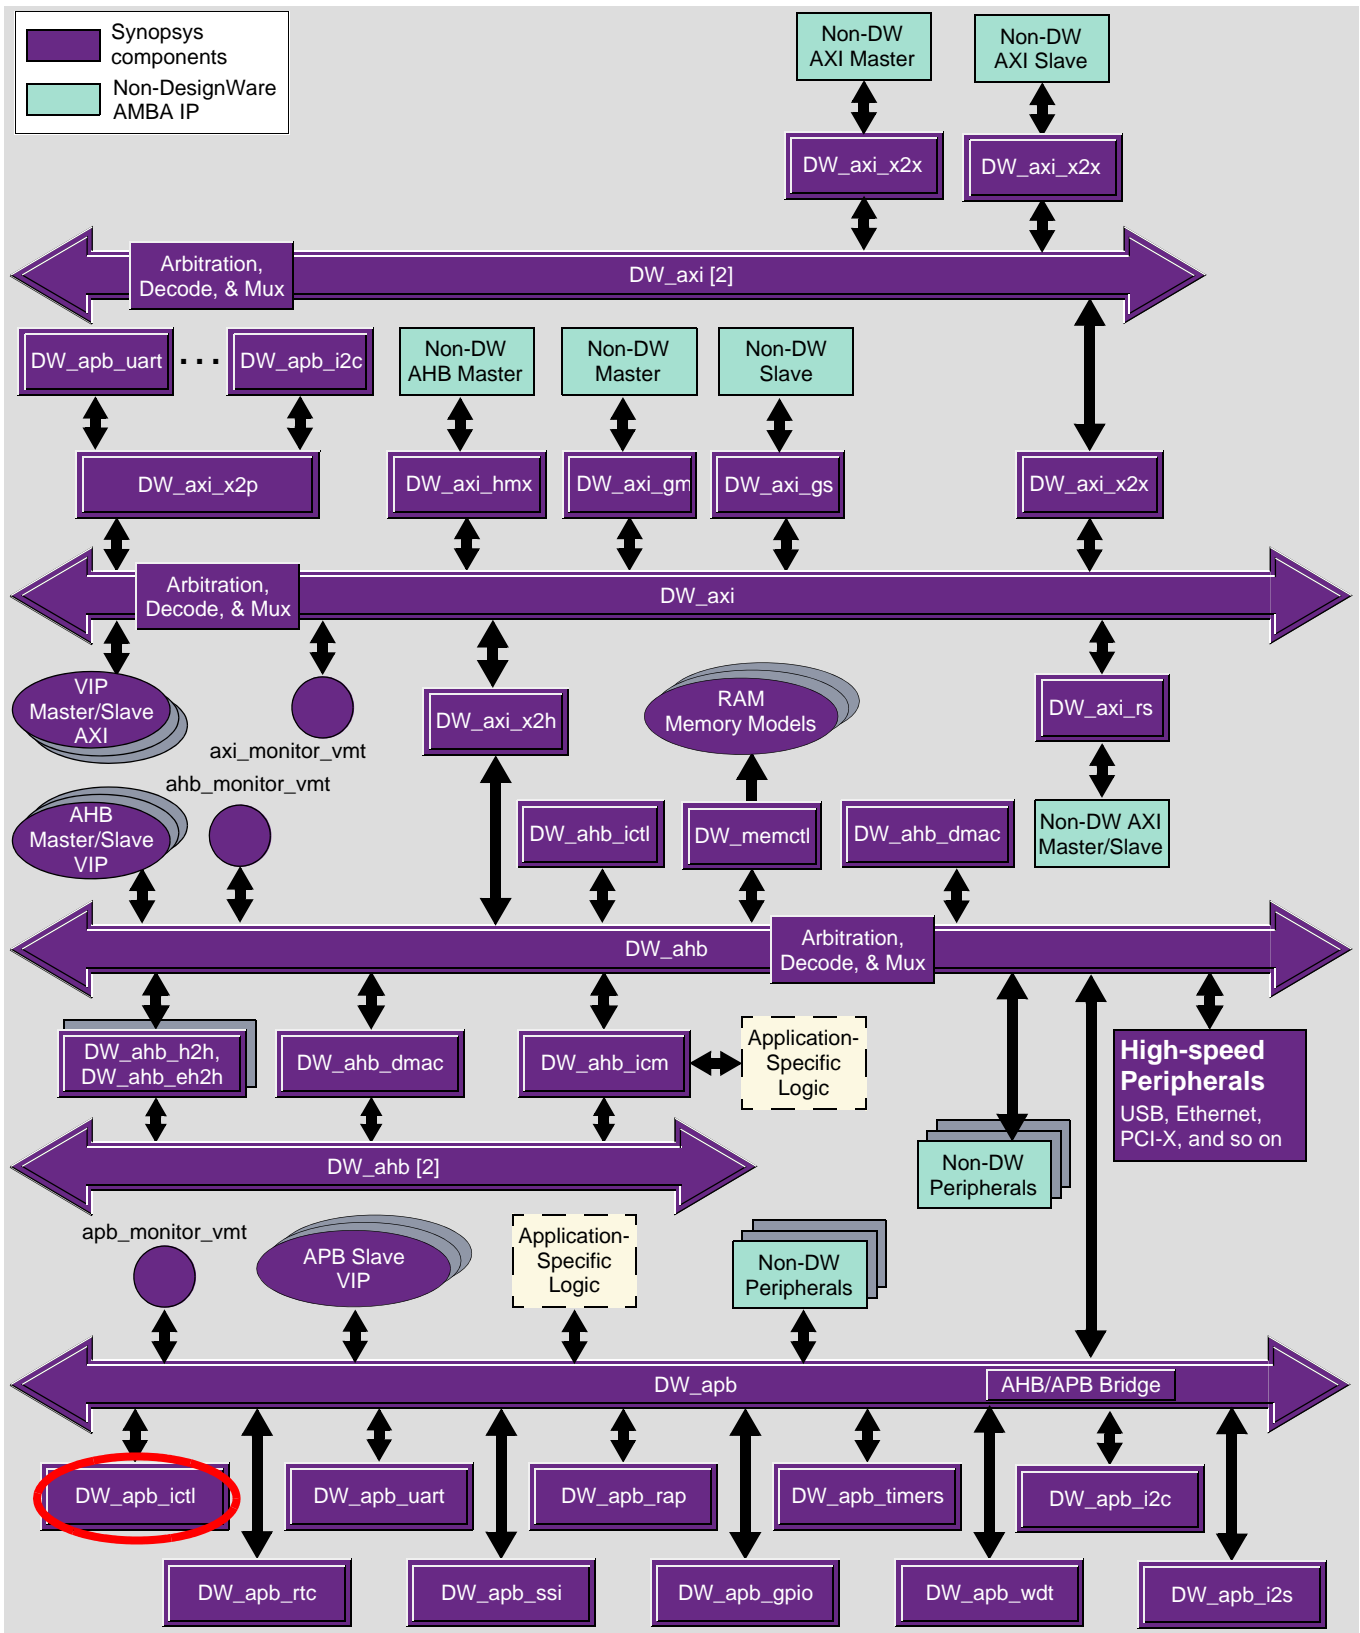 Synopsys
components
Non-DesignWare
AMBA IP
Non-DW
AXI Master
Non-DW
AXI Slave
DW_axi_x2x
DW_axi_x2x
Arbitration,
Decode, & Mux
DW_axi [2]
DW_apb_uart
. . .
DW_apb_i2c
Non-DW
AHB Master
Non-DW
Master
Non-DW
Slave
DW_axi_x2p
DW_axi_hmx
DW_axi_gm
DW_axi_gs
DW_axi_x2x
Arbitration,
Decode, & Mux
DW_axi
VIP
Master/Slave
AXI
axi_monitor_vmt
DW_axi_x2h
RAM
Memory Models
DW_axi_rs
ahb_monitor_vmt
AHB
Master/Slave
VIP
DW_ahb_ictl
DW_memctl
DW_ahb_dmac
Non-DW AXI
Master/Slave
DW_ahb
Arbitration,
Decode, & Mux
DW_ahb_h2h,
DW_ahb_eh2h
DW_ahb_dmac
DW_ahb_icm
Application-
Specific
Logic
High-speed
Peripherals
USB, Ethernet,
PCI-X, and so on
DW_ahb [2]
Non-DW
Peripherals
apb_monitor_vmt
APB Slave
VIP
Application-
Specific
Logic
Non-DW
Peripherals
DW_apb
AHB/APB Bridge
DW_apb_ictl
DW_apb_uart
DW_apb_rap
DW_apb_timers
DW_apb_i2c
DW_apb_rtc
DW_apb_ssi
DW_apb_gpio
DW_apb_wdt
DW_apb_i2s